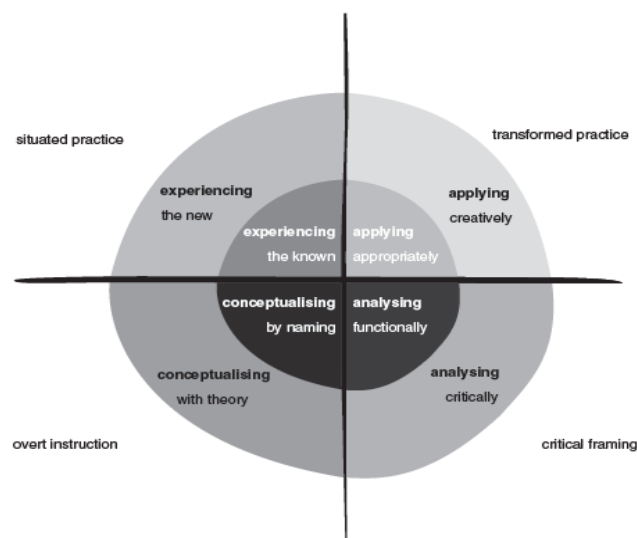 situated practice
transformed practice
experiencing
the new
applying
creatively
experiencing
the known
applying
appropriately
conceptualising
by naming
analysing
functionally
conceptualising
with theory
analysing
critically
overt instruction
critical framing